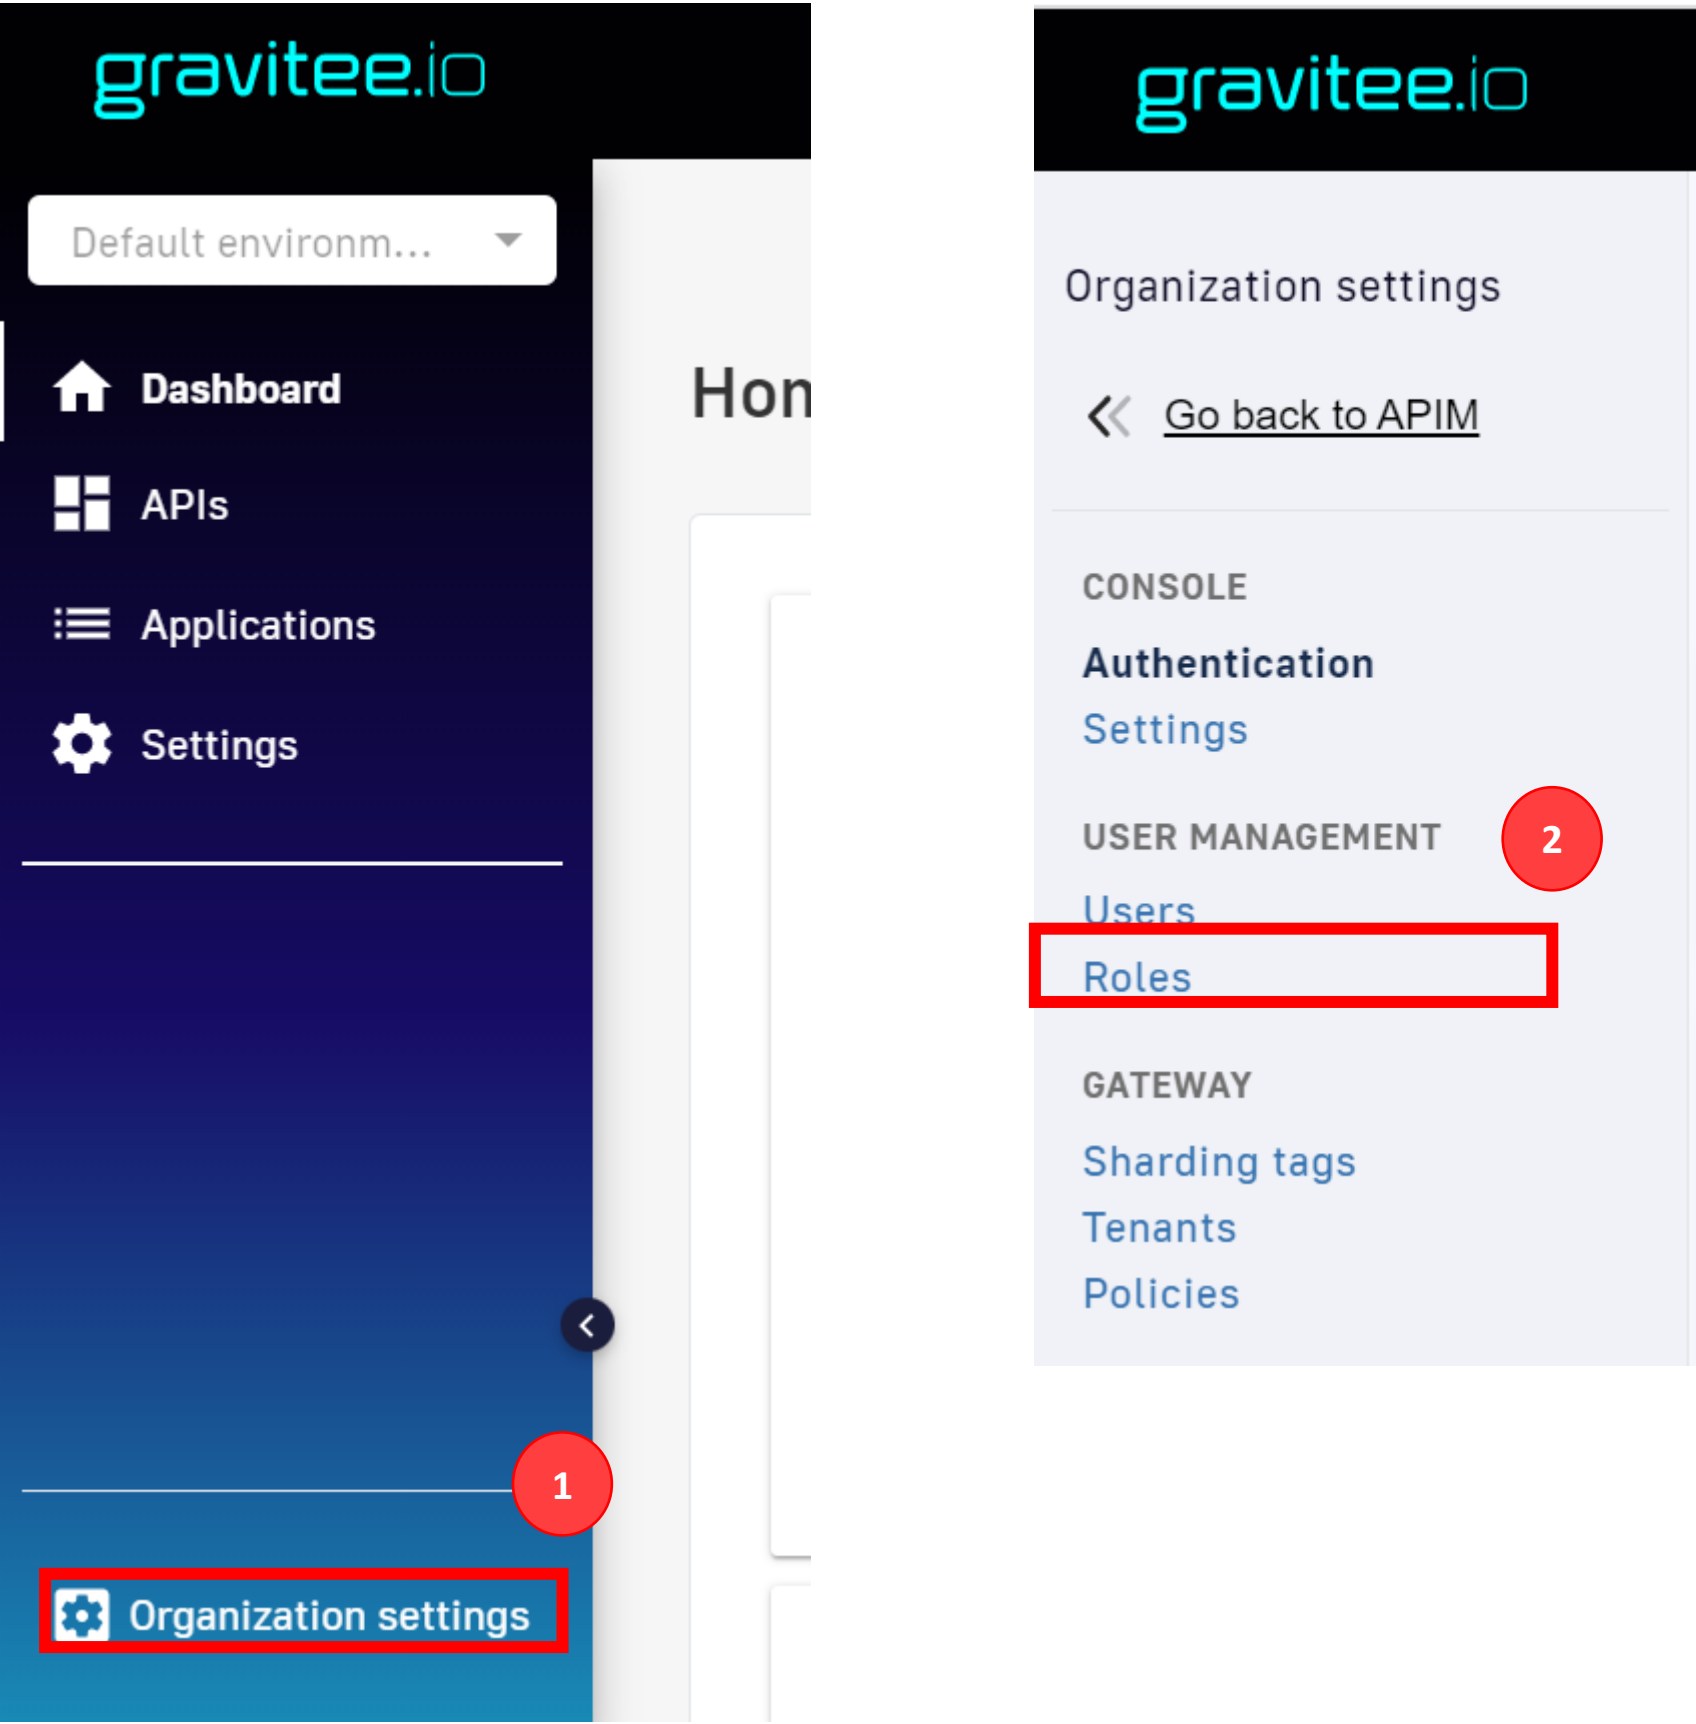 gravitee.io
Default environm...
Dashboard
APIs
Applications
Settings
Hom
1
Organization settings
gravitee.io
Organization settings
Go back to APIM
CONSOLE
Authentication
Settings
USER MANAGEMENT
2
Users
Roles
GATEWAY
Sharding tags
Tenants
Policies